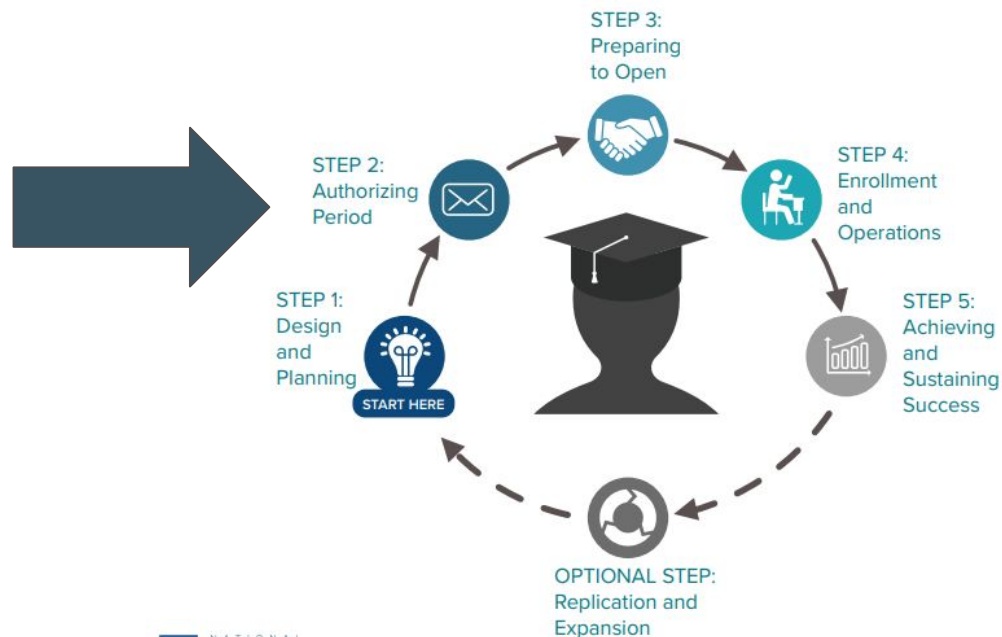 STEP 3:
Preparing
to Open
STEP 2:
Authorizing
Period
STEP 4:
Enrollment
and
Operations
STEP 1:
Design
and
Planning
START HERE
STEP 5:
Achieving
and
Sustaining
Success
OPTIONAL STEP:
Replication and
Expansion